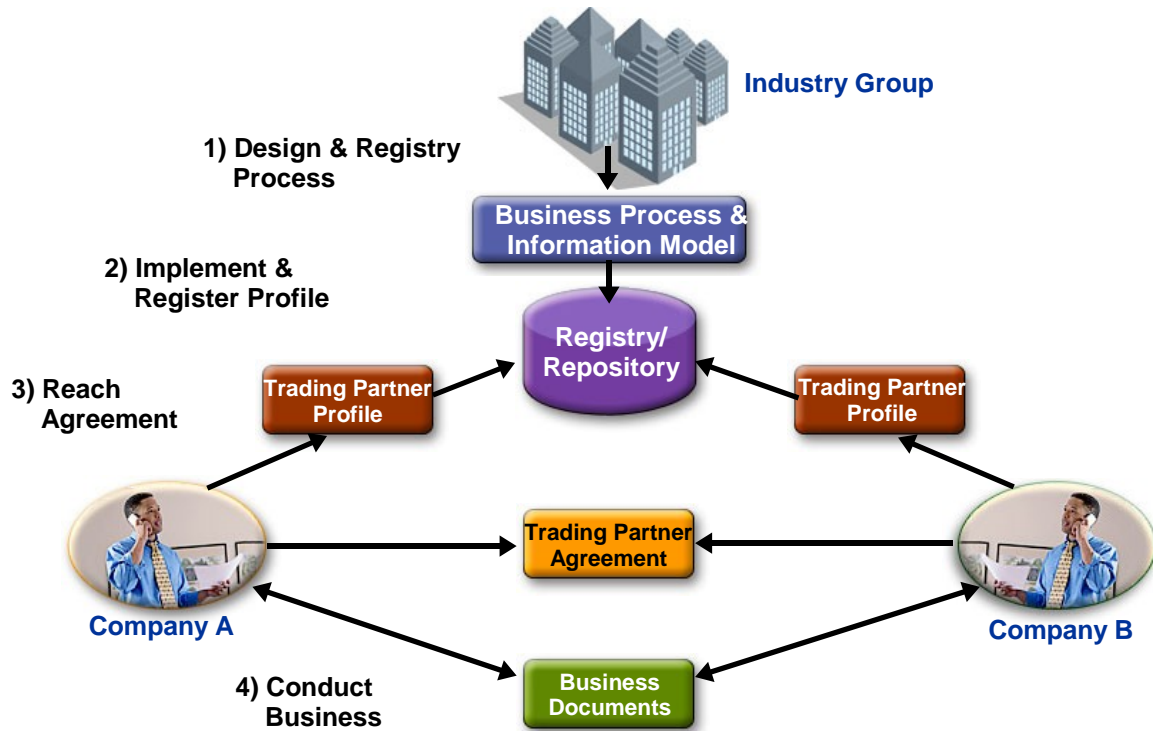 Industry Group
1) Design & Registry
Process
Business Process &
Information Model
2) Implement &
Register Profile
Registry/
Repository
3) Reach
Agreement
Trading Partner
Profile
Trading Partner
Profile
Trading Partner
Agreement
Company A
Company B
4) Conduct
Business
Business
Documents